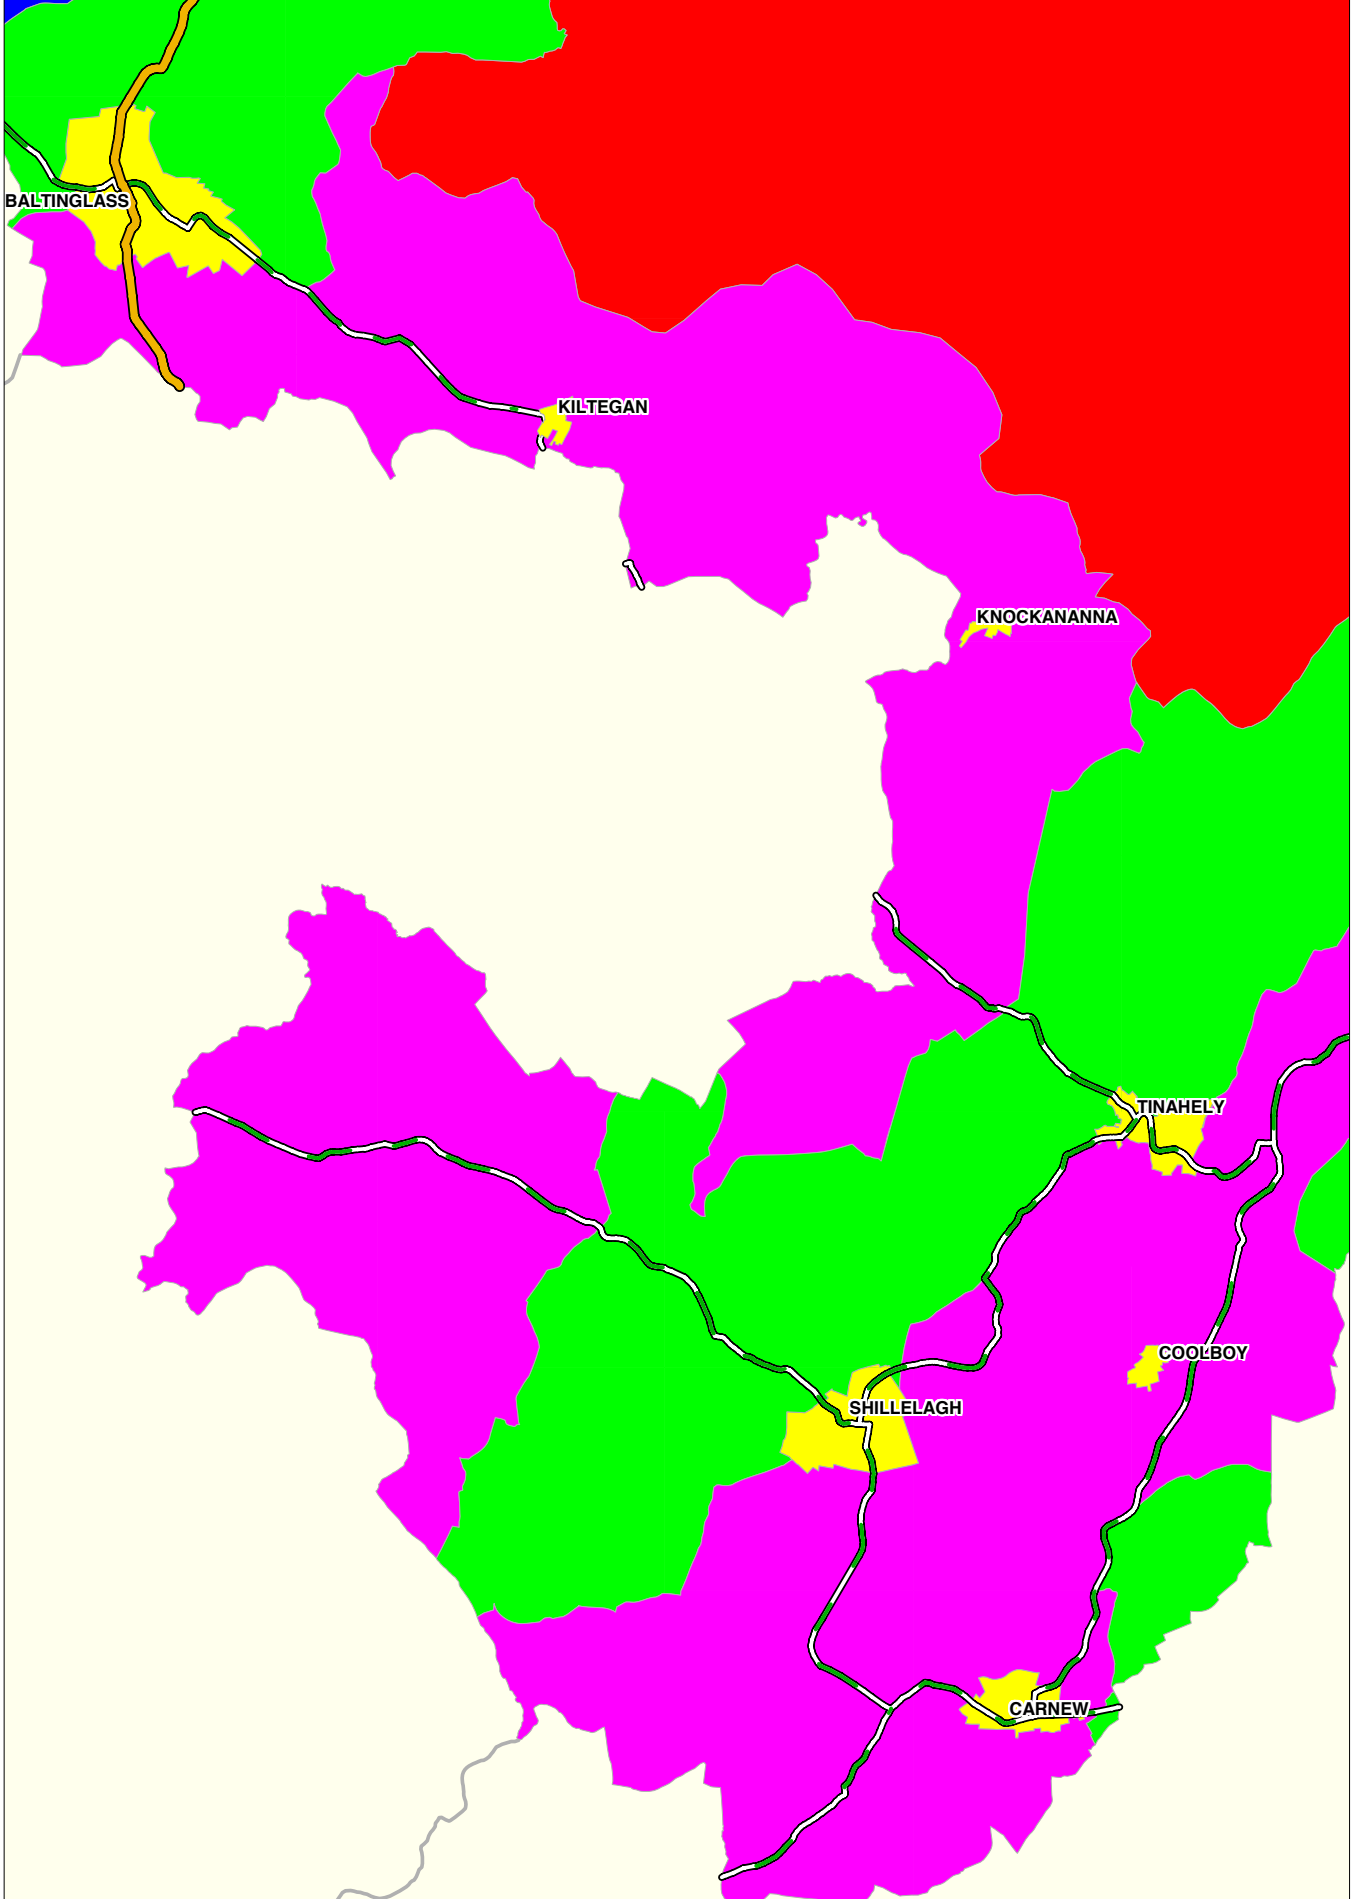 BALTINGLASS
KILTEGAN
KNOCKANANNA
TINAHELY
COOLBOY
SHILLELAGH
CARNEW